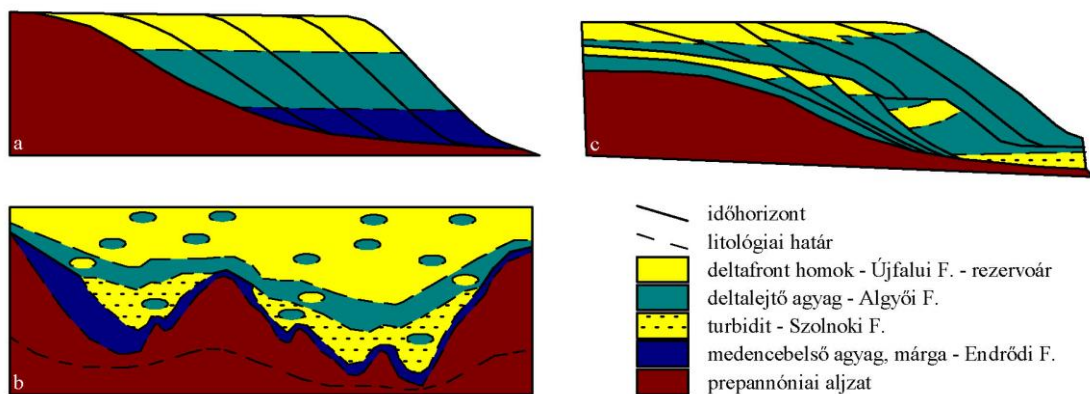 a
c
b
időhorizont
litológiai határ
deltafront homok - Újfalui F. - rezervoár
deltalejtő agyag - Algyői F.
turbidit - Szolnoki F.
medencebelső agyag, márga - Endrődi F.
prepannóniai aljzat